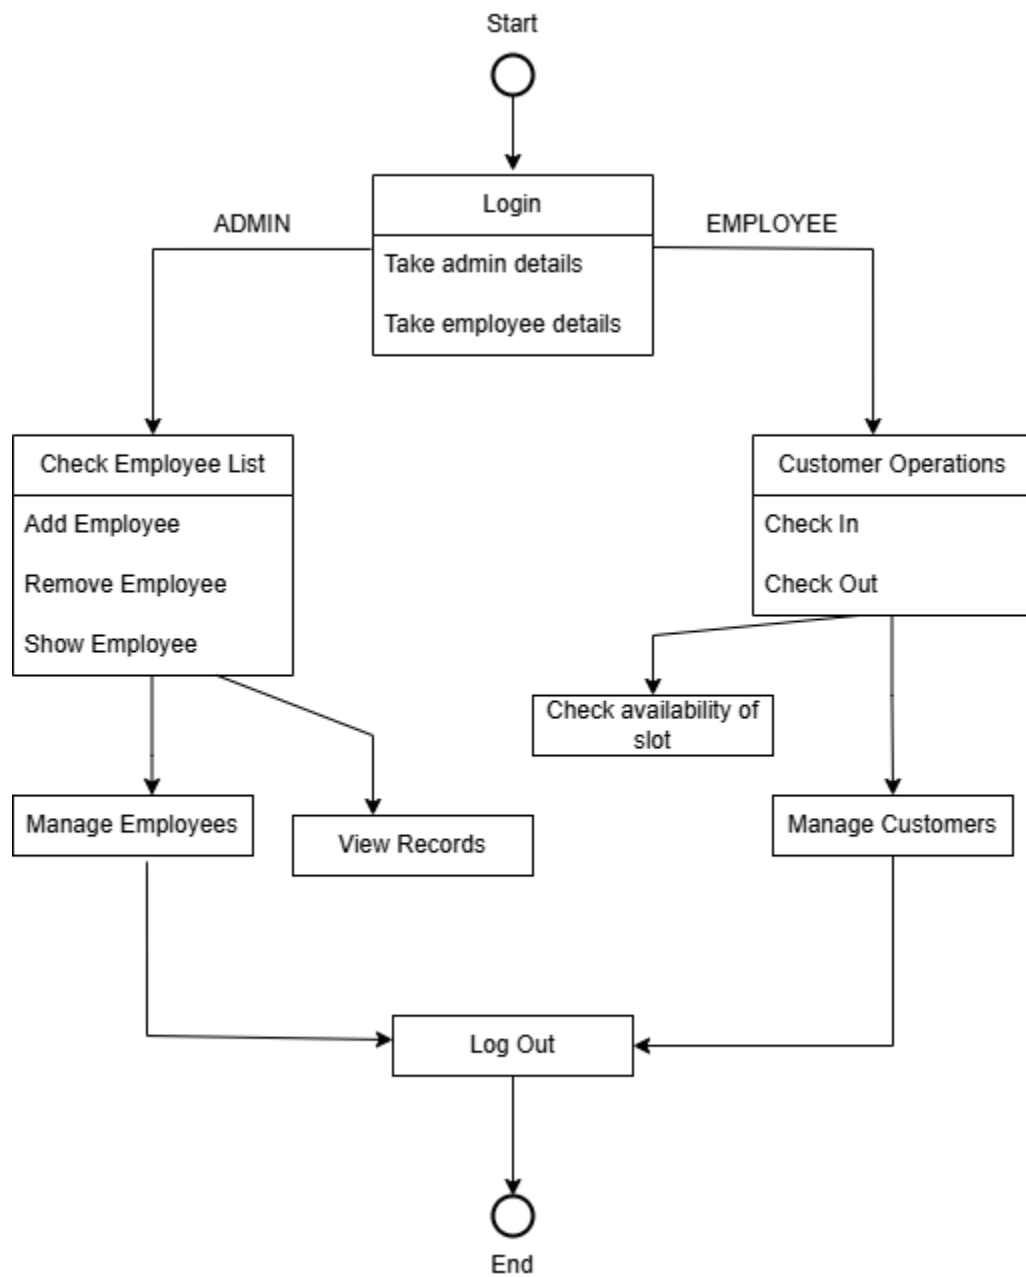 Start
Login
ADMIN
EMPLOYEE
Take admin details
Take employee details
Check Employee List
Add Employee
Remove Employee
Show Employee
Customer Operations
Check In
Check Out
Check availability of
slot
Manage Employees
View Records
Manage Customers
Log Out
End